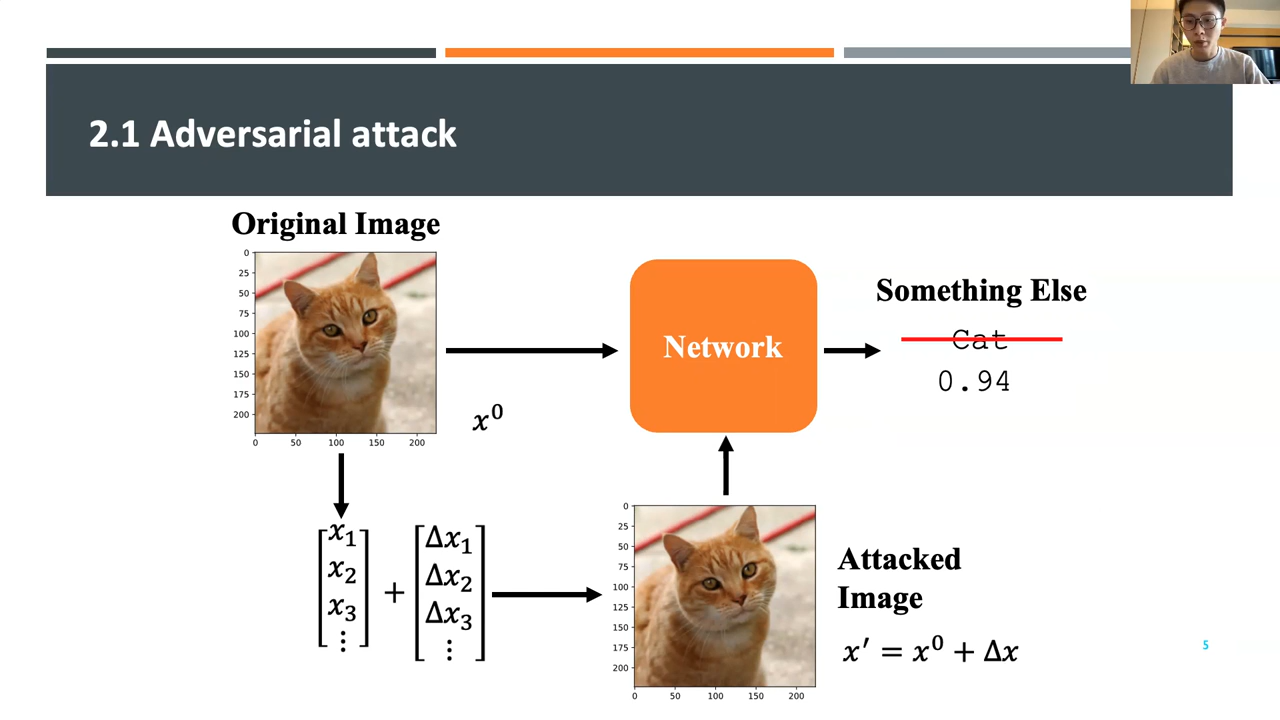 2.1 Adversarial attack
Original Image
0
25
50
75
100
125
150
175
200
0 50 100 150 200
x⁰
Network
Something Else
Cat
0.94
x₁
x₂
x₃
⋮
+
Δx₁
Δx₂
Δx₃
⋮
0
25
50
75
100
125
150
175
200
0 50 100 150 200
Attacked
Image
x′ = x⁰ + Δx
5